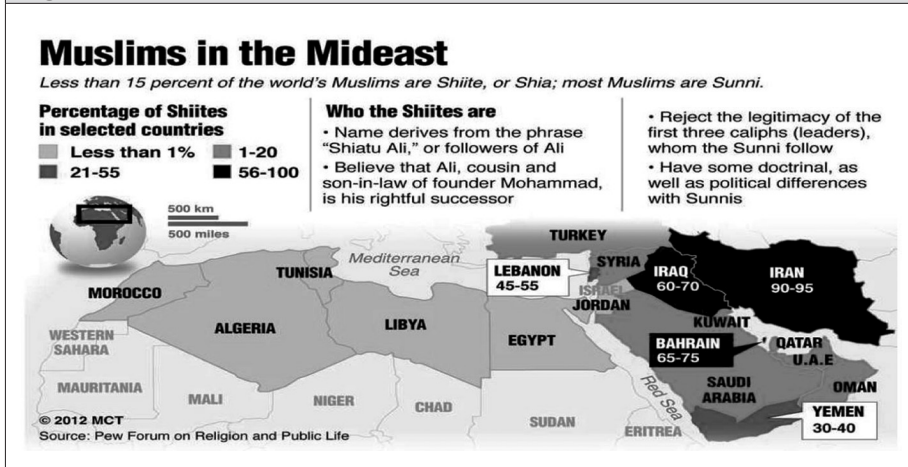 Muslims in the Mideast
Less than 15 percent of the world's Muslims are Shiite, or Shia; most Muslims are Sunni.
Percentage of Shiites
in selected countries
Less than 1%
1-20
21-55
56-100
Who the Shiites are
• Name derives from the phrase
"Shiatu Ali," or followers of Ali
• Believe that Ali, cousin and
son-in-law of founder Mohammad,
is his rightful successor
• Reject the legitimacy of the
first three caliphs (leaders),
whom the Sunni follow
• Have some doctrinal, as
well as political differences
with Sunnis
500 km
500 miles
TURKEY
Mediterranean
Sea
TUNISIA
LEBANON
45-55
SYRIA
IRAQ
60-70
IRAN
90-95
ISRAEL
JORDAN
MOROCCO
ALGERIA
LIBYA
EGYPT
KUWAIT
BAHRAIN
65-75
QATAR
U.A.E
WESTERN
SAHARA
MAURITANIA
MALI
NIGER
CHAD
SUDAN
ERITREA
Red Sea
SAUDI
ARABIA
OMAN
YEMEN
30-40
© 2012 MCT
Source: Pew Forum on Religion and Public Life